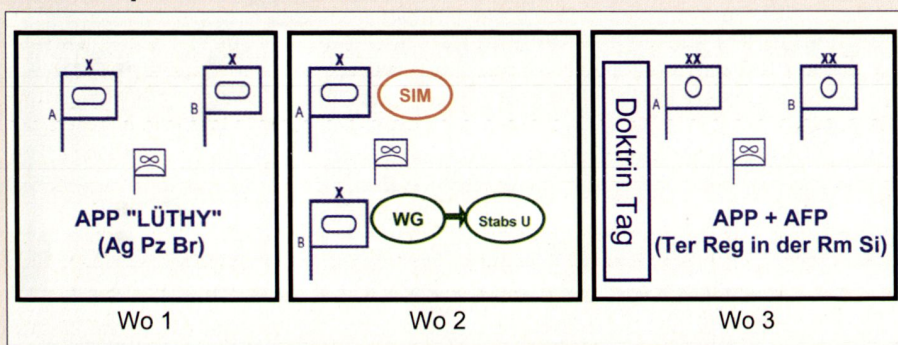 X
A
X
B
APP "LÜTHY"
(Ag Pz Br)
Wo 1
X
A
SIM
X
B
WG
Stabs U
Wo 2
Doktrin Tag
XX
A
XX
B
APP + AFP
(Ter Reg in der Rm Si)
Wo 3